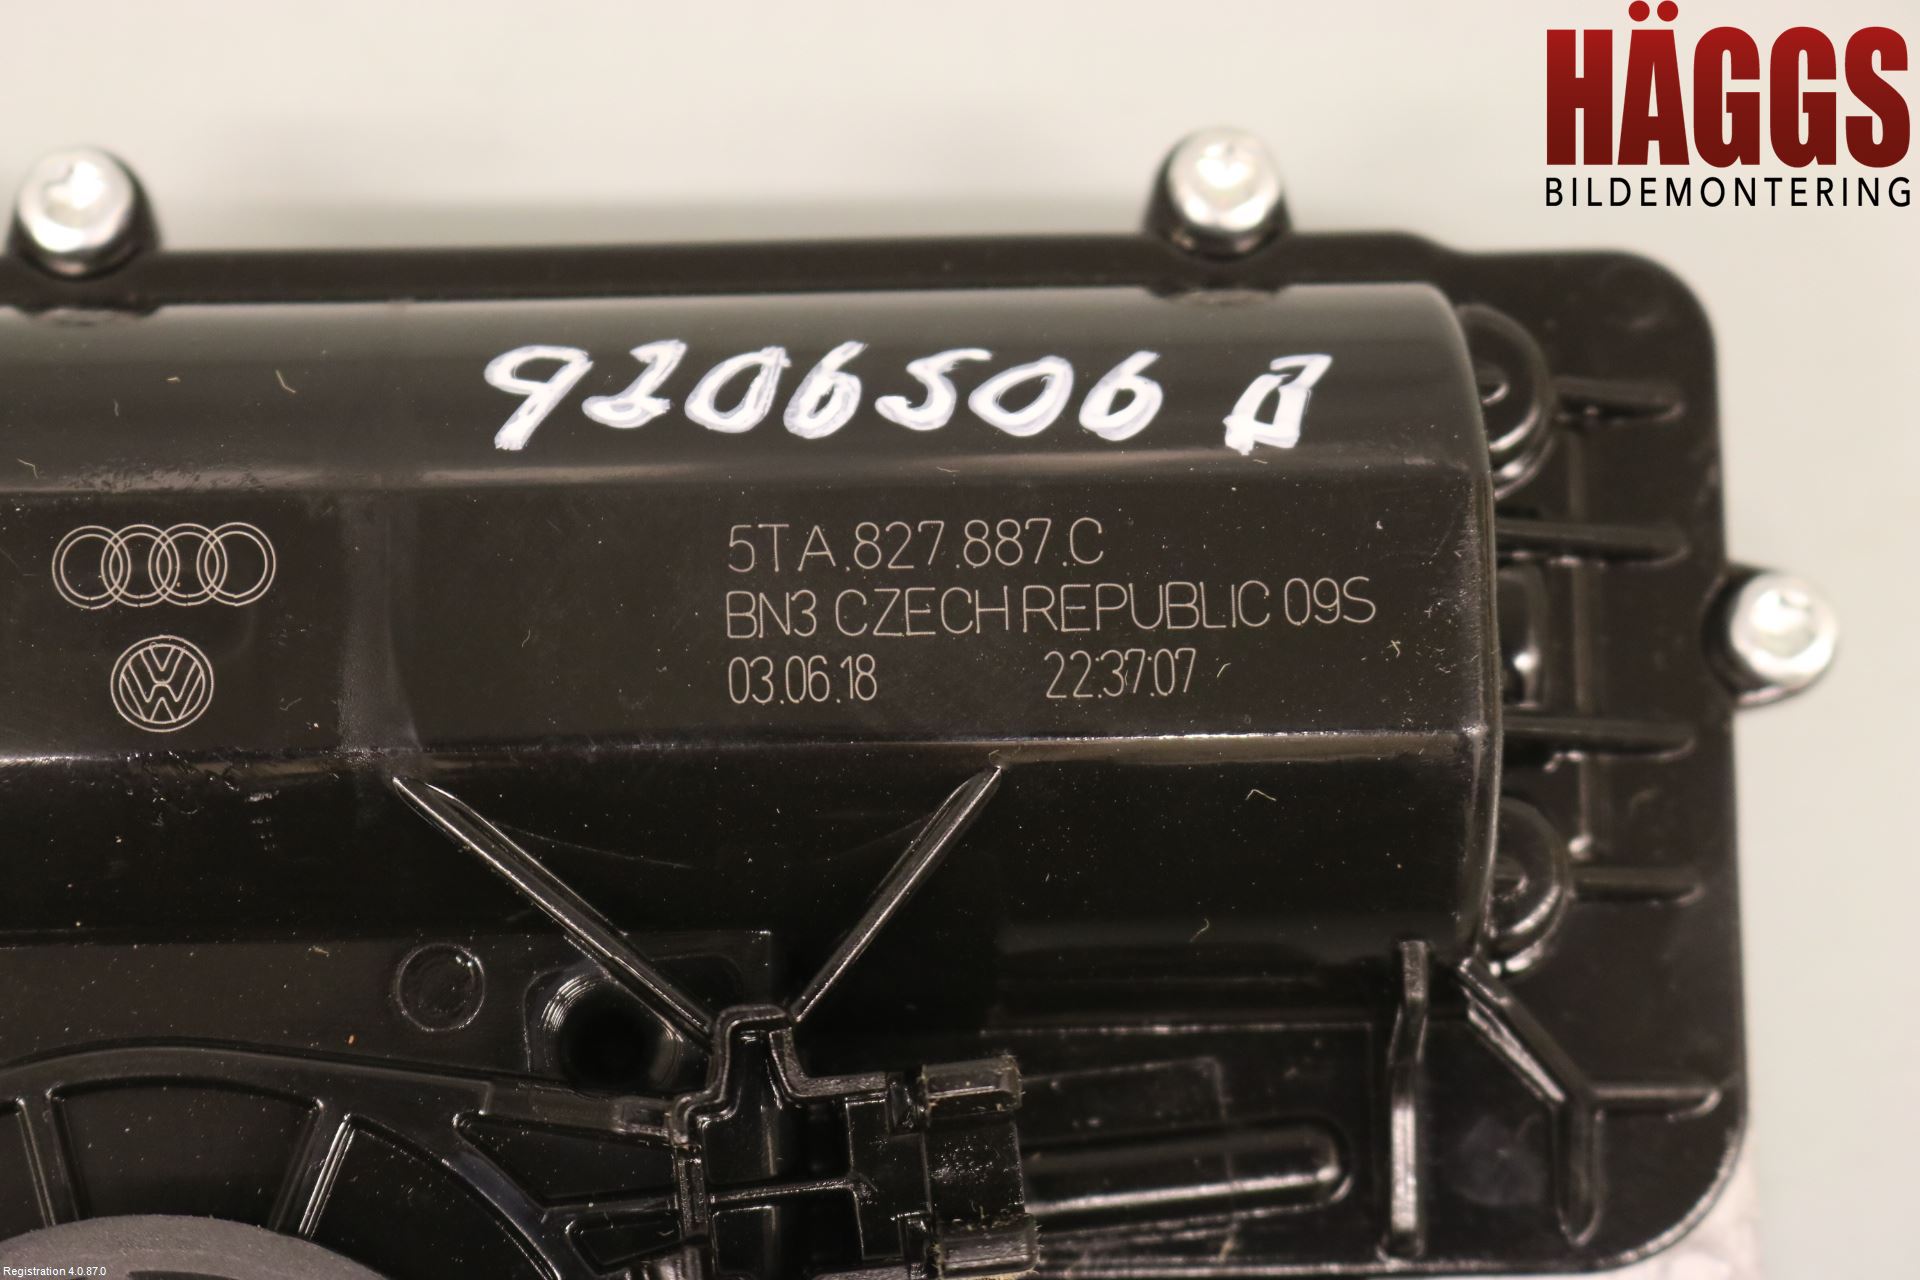 HÄGGS
BILDEMONTERING
9206506
5TA.827.887.C
BN3 CZECH REPUBLIC 09S
03.06.18 22:37:07
Registration 4.0.87.0